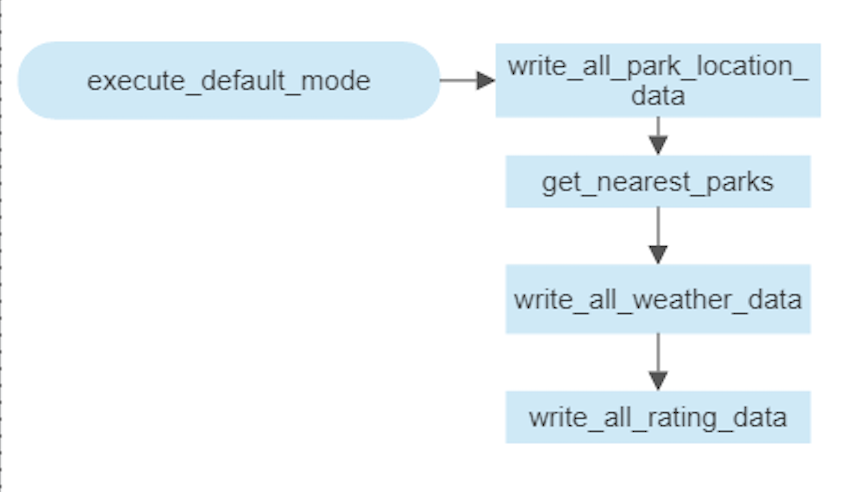 execute_default_mode
write_all_park_location_
data
get_nearest_parks
write_all_weather_data
write_all_rating_data